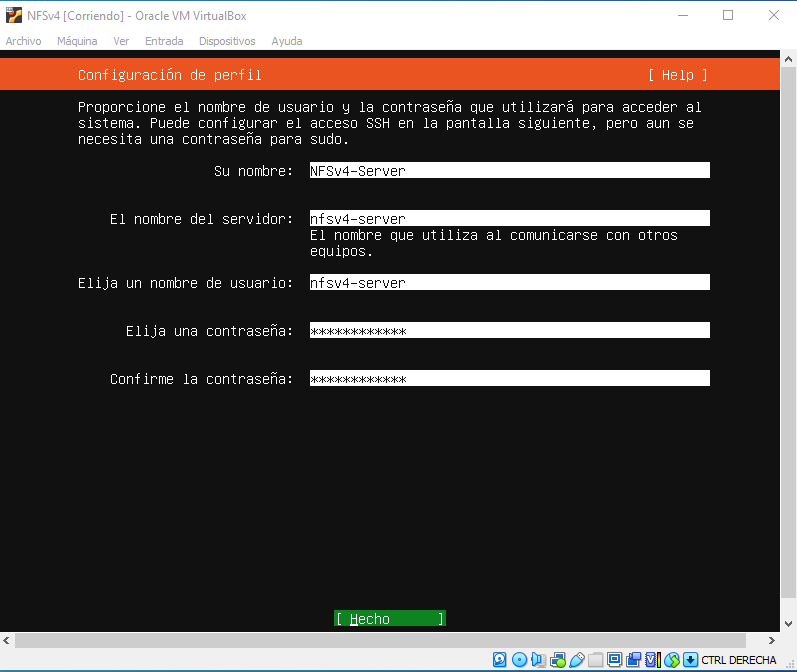 NFSv4 [Corriendo] - Oracle VM VirtualBox
Archivo Máquina Ver Entrada Dispositivos Ayuda
Configuración de perfil [ Help ]
Proporcione el nombre de usuario y la contraseña que utilizará para acceder al
sistema. Puede configurar el acceso SSH en la pantalla siguiente, pero aun se
necesita una contraseña para sudo.
Su nombre: NFSv4-Server
El nombre del servidor: nfsv4-server
El nombre que utiliza al comunicarse con otros
equipos.
Elija un nombre de usuario: nfsv4-server
Elija una contraseña: ************
Confirme la contraseña: ************
[ Hecho ]
CTRL DERECHA